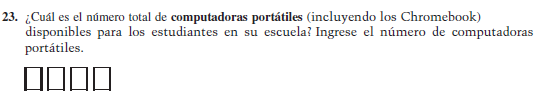 23. ¿Cuál es el número total de computadoras portátiles (incluyendo los Chromebook)
disponibles para los estudiantes en su escuela? Ingrese el número de computadoras
portátiles.